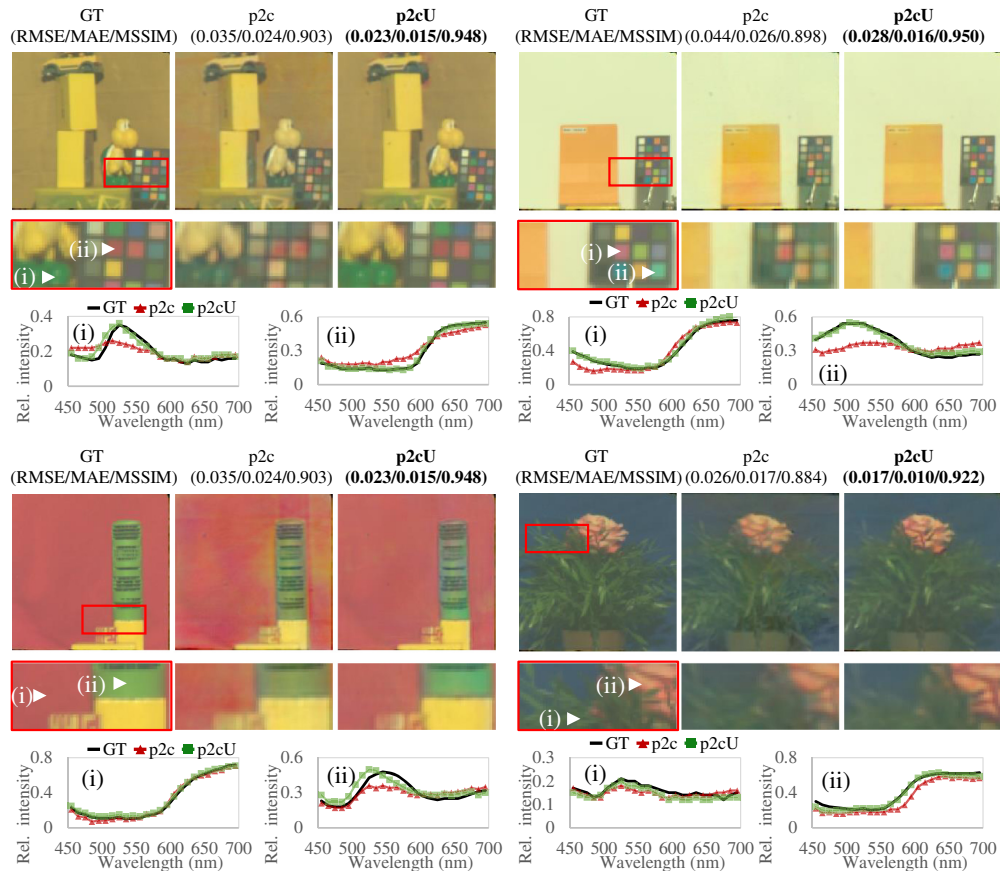 GT p2c p2cU
(RMSE/MAE/MSSIM) (0.035/0.024/0.903) (0.023/0.015/0.948)
(ii)
(i)
GT p2c p2cU
Rel. intensity
0.4
0.2
0
(i)
450 500 550 600 650 700
Wavelength (nm)
Rel. intensity
0.6
0.3
0
(ii)
450 500 550 600 650 700
Wavelength (nm)
GT p2c p2cU
(RMSE/MAE/MSSIM) (0.044/0.026/0.898) (0.028/0.016/0.950)
(i)
(ii)
GT p2c p2cU
Rel. intensity
0.8
0.4
0
(i)
450 500 550 600 650 700
Wavelength (nm)
Rel. intensity
0.6
0.3
0
(ii)
450 500 550 600 650 700
Wavelength (nm)
GT p2c p2cU
(RMSE/MAE/MSSIM) (0.035/0.024/0.903) (0.023/0.015/0.948)
(i)
(ii)
GT p2c p2cU
Rel. intensity
0.8
0.4
0
(i)
450 500 550 600 650 700
Wavelength (nm)
Rel. intensity
0.6
0.3
0
(ii)
450 500 550 600 650 700
Wavelength (nm)
GT p2c p2cU
(RMSE/MAE/MSSIM) (0.026/0.017/0.884) (0.017/0.010/0.922)
(ii)
(i)
GT p2c p2cU
Rel. intensity
0.3
0.2
0.1
0
(i)
450 500 550 600 650 700
Wavelength (nm)
Rel. intensity
0.8
0.4
0
(ii)
450 500 550 600 650 700
Wavelength (nm)